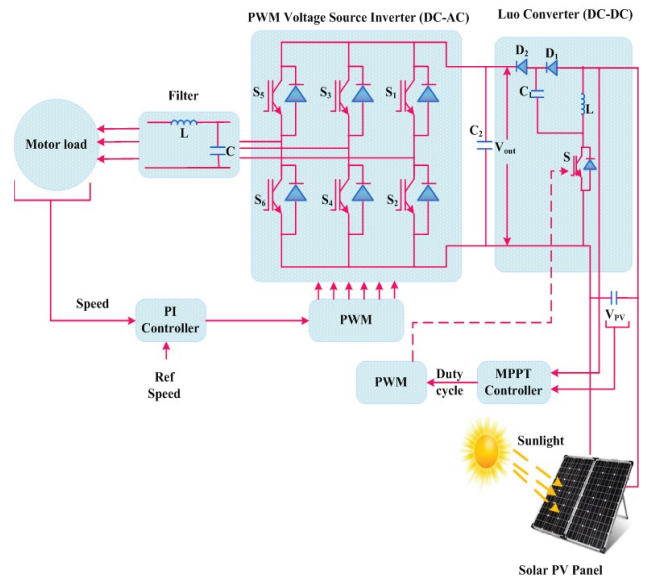 PWM Voltage Source Inverter (DC-AC)
Luo Converter (DC-DC)
D₂
D₁
S₅
S₃
S₁
C₁
L
Filter
L
C
Motor load
C₂
Vout
S
S₆
S₄
S₂
Speed
PI
Controller
PWM
VPV
Ref
Speed
PWM
Duty
cycle
MPPT
Controller
Sunlight
Solar PV Panel